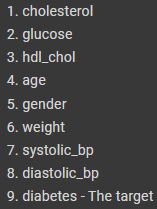 1. cholesterol
2. glucose
3. hdl_chol
4. age
5. gender
6. weight
7. systolic_bp
8. diastolic_bp
9. diabetes - The target